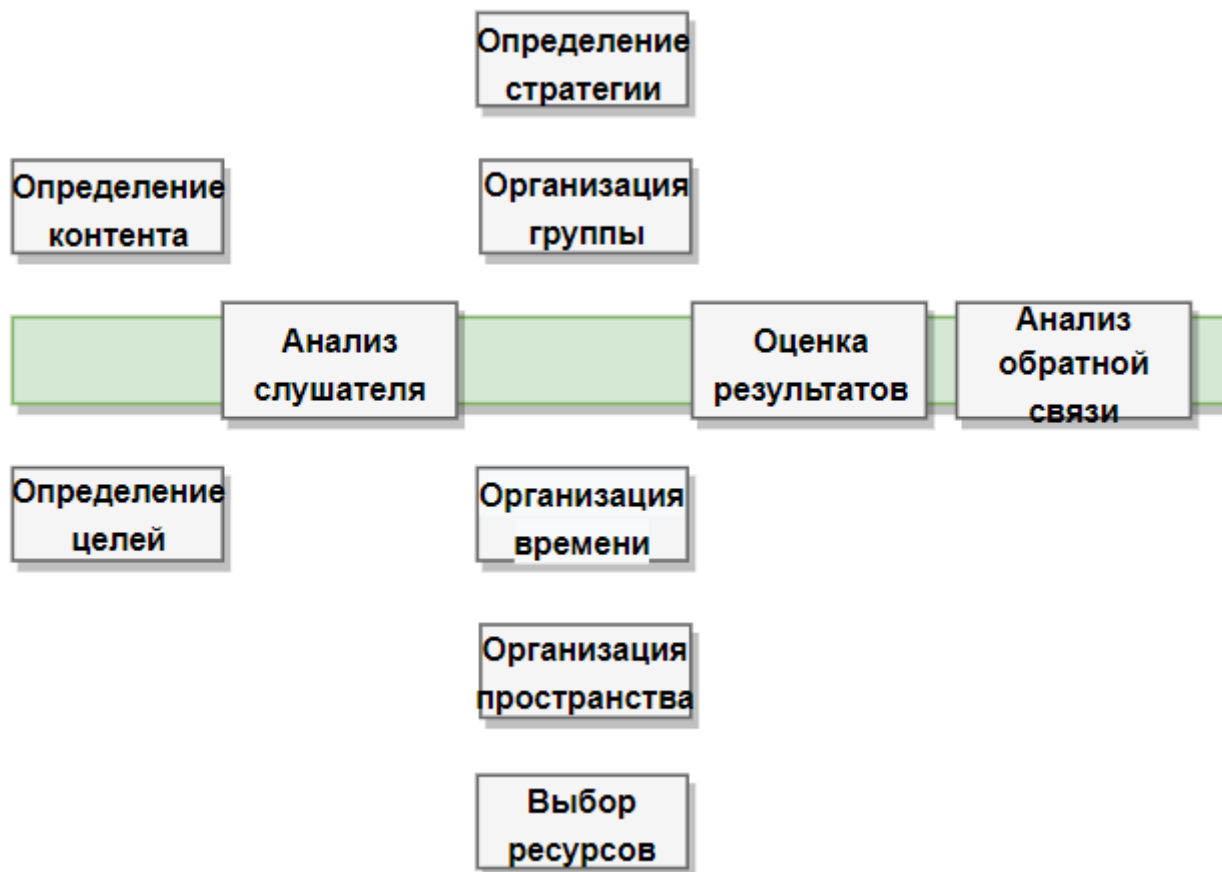 Определение
стратегии
Определение
контента
Организация
группы
Анализ
слушателя
Оценка
результатов
Анализ
обратной
связи
Определение
целей
Организация
времени
Организация
пространства
Выбор
ресурсов